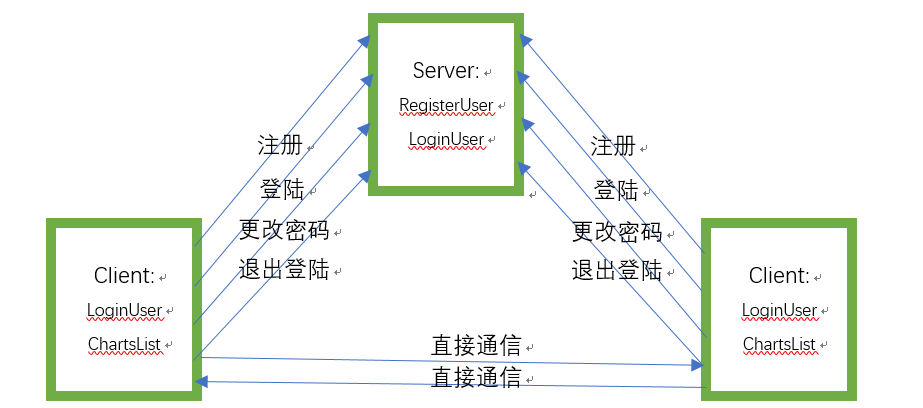 Server:
RegisterUser
LoginUser
注册
注册
登陆
登陆
更改密码
更改密码
退出登陆
退出登陆
Client:
LoginUser
ChartsList
Client:
LoginUser
ChartsList
直接通信
直接通信